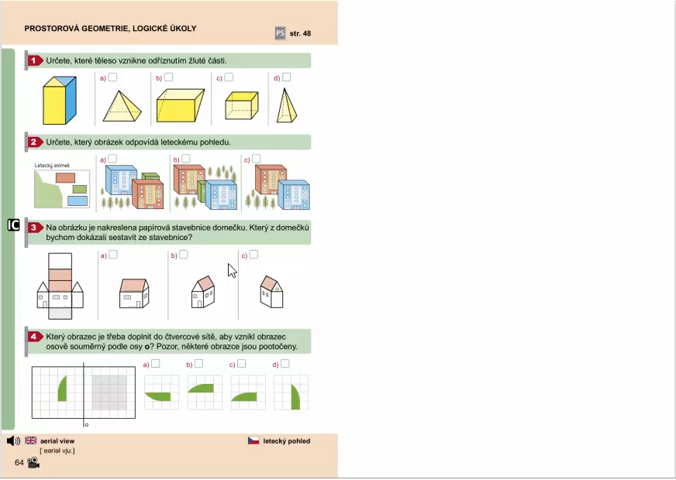 PROSTOROVÁ GEOMETRIE, LOGICKÉ ÚKOLY
PS str. 48
1 Určete, které těleso vznikne odříznutím žluté části.
a) b) c) d)
2 Určete, který obrázek odpovídá leteckému pohledu.
Letecký snímek
a) b) c)
IC
3 Na obrázku je nakreslena papírová stavebnice domečku. Který z domečků
bychom dokázali sestavit ze stavebnice?
a) b) c)
4 Který obrazec je třeba doplnit do čtvercové sítě, aby vznikl obrazec
osově souměrný podle osy o? Pozor, některé obrazce jsou pootočeny.
a) b) c) d)
o
aerial view
letecký pohled
[ˈeəriəl vjuː]
64